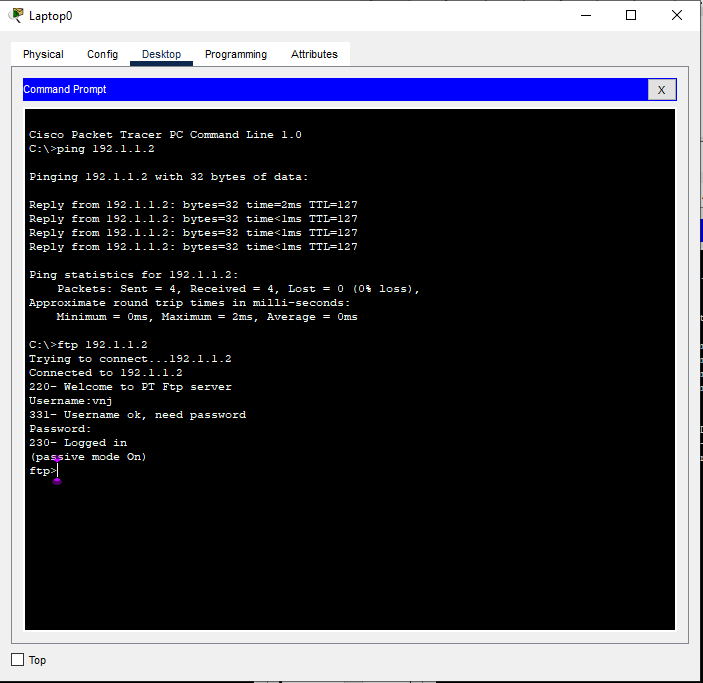 Laptop0
Physical Config Desktop Programming Attributes
Command Prompt
X
Cisco Packet Tracer PC Command Line 1.0
C:\>ping 192.1.1.2
Pinging 192.1.1.2 with 32 bytes of data:
Reply from 192.1.1.2: bytes=32 time=2ms TTL=127
Reply from 192.1.1.2: bytes=32 time<1ms TTL=127
Reply from 192.1.1.2: bytes=32 time<1ms TTL=127
Reply from 192.1.1.2: bytes=32 time<1ms TTL=127
Ping statistics for 192.1.1.2:
Packets: Sent = 4, Received = 4, Lost = 0 (0% loss),
Approximate round trip times in milli-seconds:
Minimum = 0ms, Maximum = 2ms, Average = 0ms
C:\>ftp 192.1.1.2
Trying to connect...192.1.1.2
Connected to 192.1.1.2
220- Welcome to PT Ftp server
Username:vnj
331- Username ok, need password
Password:
230- Logged in
(passive mode On)
ftp>
Top